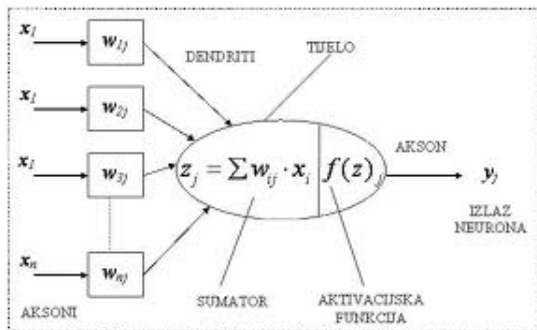 x1
w1j
DENDRITI
TIJELO
x1
w2j
x1
w3j
zj = Σ wij · xi
f(z)j
AKSON
yj
IZLAZ
NEURONA
xn
wnj
AKSONI
SUMATOR
AKTIVACIJSKA
FUNKCIJA